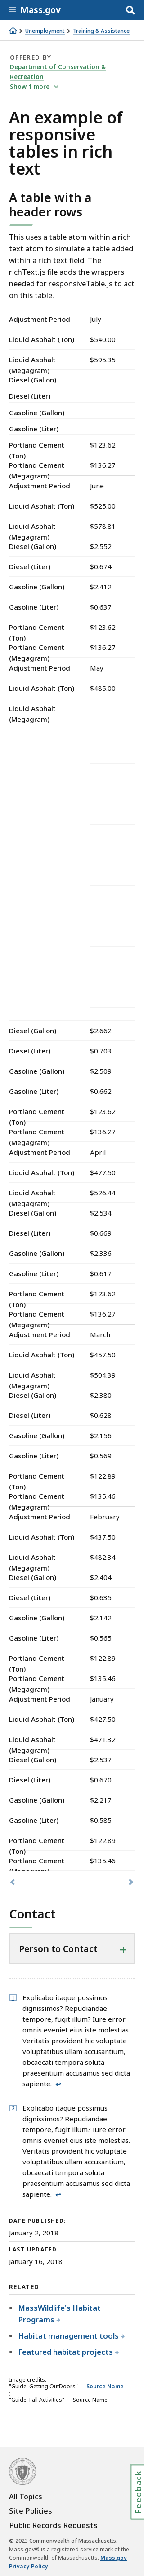 Mass.gov
Unemployment
Training & Assistance
OFFERED BY
Department of Conservation &
Recreation
Show 1 more
An example of
responsive
tables in rich
text
A table with a
header rows
This uses a table atom within a rich
text atom to simulate a table added
within a rich text field. The
richText.js file adds the wrappers
needed for responsiveTable.js to act
on this table.
Adjustment Period July
Liquid Asphalt (Ton) $540.00
Liquid Asphalt $595.35
(Megagram)
Diesel (Gallon)
Diesel (Liter)
Gasoline (Gallon)
Gasoline (Liter)
Portland Cement $123.62
(Ton)
Portland Cement $136.27
(Megagram)
Adjustment Period June
Liquid Asphalt (Ton) $525.00
Liquid Asphalt $578.81
(Megagram)
Diesel (Gallon) $2.552
Diesel (Liter) $0.674
Gasoline (Gallon) $2.412
Gasoline (Liter) $0.637
Portland Cement $123.62
(Ton)
Portland Cement $136.27
(Megagram)
Adjustment Period May
Liquid Asphalt (Ton) $485.00
Liquid Asphalt
(Megagram)
Diesel (Gallon) $2.662
Diesel (Liter) $0.703
Gasoline (Gallon) $2.509
Gasoline (Liter) $0.662
Portland Cement $123.62
(Ton)
Portland Cement $136.27
(Megagram)
Adjustment Period April
Liquid Asphalt (Ton) $477.50
Liquid Asphalt $526.44
(Megagram)
Diesel (Gallon) $2.534
Diesel (Liter) $0.669
Gasoline (Gallon) $2.336
Gasoline (Liter) $0.617
Portland Cement $123.62
(Ton)
Portland Cement $136.27
(Megagram)
Adjustment Period March
Liquid Asphalt (Ton) $457.50
Liquid Asphalt $504.39
(Megagram)
Diesel (Gallon) $2.380
Diesel (Liter) $0.628
Gasoline (Gallon) $2.156
Gasoline (Liter) $0.569
Portland Cement $122.89
(Ton)
Portland Cement $135.46
(Megagram)
Adjustment Period February
Liquid Asphalt (Ton) $437.50
Liquid Asphalt $482.34
(Megagram)
Diesel (Gallon) $2.404
Diesel (Liter) $0.635
Gasoline (Gallon) $2.142
Gasoline (Liter) $0.565
Portland Cement $122.89
(Ton)
Portland Cement $135.46
(Megagram)
Adjustment Period January
Liquid Asphalt (Ton) $427.50
Liquid Asphalt $471.32
(Megagram)
Diesel (Gallon) $2.537
Diesel (Liter) $0.670
Gasoline (Gallon) $2.217
Gasoline (Liter) $0.585
Portland Cement $122.89
(Ton)
Portland Cement $135.46
(Megagram)
Contact
Person to Contact +
1 Explicabo itaque possimus
dignissimos? Repudiandae
tempore, fugit illum? Iure error
omnis eveniet eius iste molestias.
Veritatis provident hic voluptate
voluptatibus ullam accusantium,
obcaecati tempora soluta
praesentium accusamus sed dicta
sapiente. ↩
2 Explicabo itaque possimus
dignissimos? Repudiandae
tempore, fugit illum? Iure error
omnis eveniet eius iste molestias.
Veritatis provident hic voluptate
voluptatibus ullam accusantium,
obcaecati tempora soluta
praesentium accusamus sed dicta
sapiente. ↩
DATE PUBLISHED:
January 2, 2018
LAST UPDATED:
January 16, 2018
RELATED
MassWildlife's Habitat
Programs +
Habitat management tools +
Featured habitat projects +
Image credits:
"Guide: Getting OutDoors" — Source Name
;
"Guide: Fall Activities" — Source Name;
Feedback
All Topics
Site Policies
Public Records Requests
© 2023 Commonwealth of Massachusetts.
Mass.gov® is a registered service mark of the
Commonwealth of Massachusetts. Mass.gov
Privacy Policy